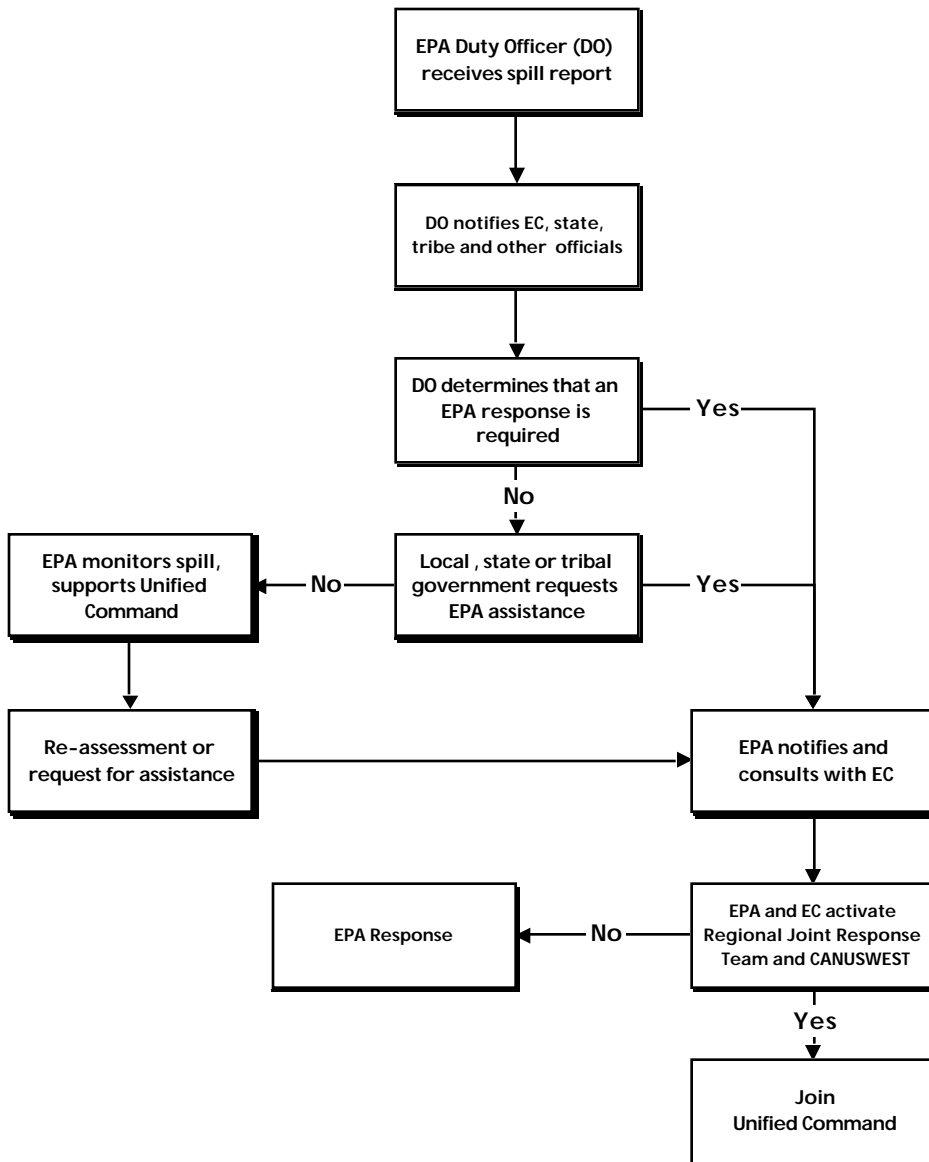 EPA Duty Officer (DO)
receives spill report
DO notifies EC, state,
tribe and other officials
DO determines that an
EPA response is
required
Yes
No
EPA monitors spill,
supports Unified
Command
No
Local , state or tribal
government requests
EPA assistance
Yes
Re-assessment or
request for assistance
EPA notifies and
consults with EC
EPA Response
No
EPA and EC activate
Regional Joint Response
Team and CANUSWEST
Yes
Join
Unified Command